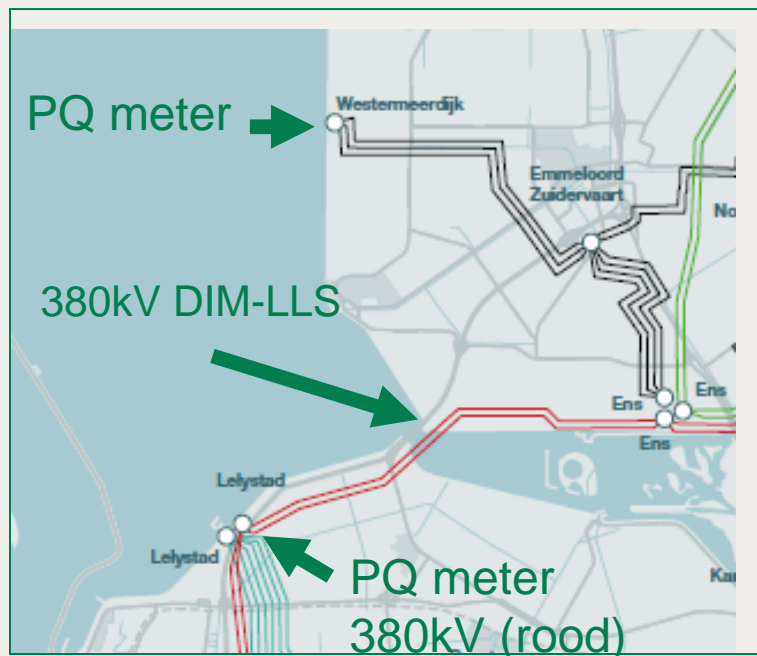 Westermeerdijk
PQ meter
Emmeloord
Zuidervaart
No
380kV DIM-LLS
Ens
Ens
Ens
Lelystad
Lelystad
PQ meter
Ka
380kV (rood)